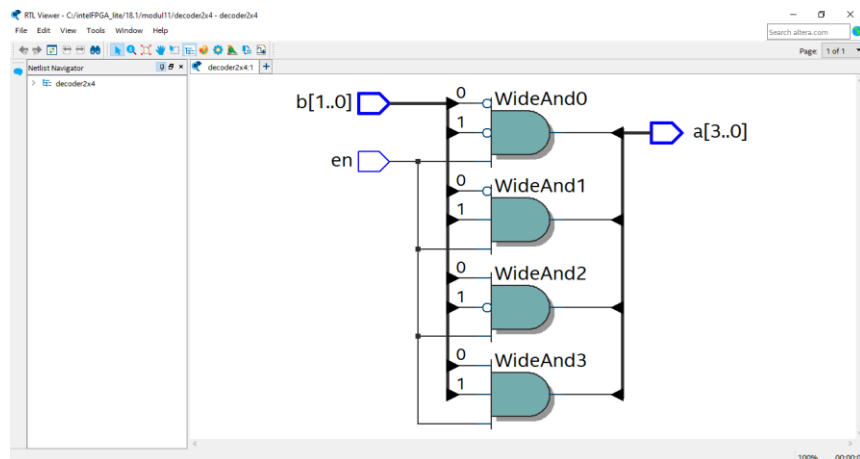 RTL Viewer - C:/intelFPGA_lite/18.1/modul11/decoder2x4 - decoder2x4
File Edit View Tools Window Help
Search altera.com
Page: 1 of 1
Netlist Navigator
decoder2x4:1
decoder2x4
b[1..0]
0 WideAnd0
1
a[3..0]
en
0 WideAnd1
1
0 WideAnd2
1
0 WideAnd3
1
100%